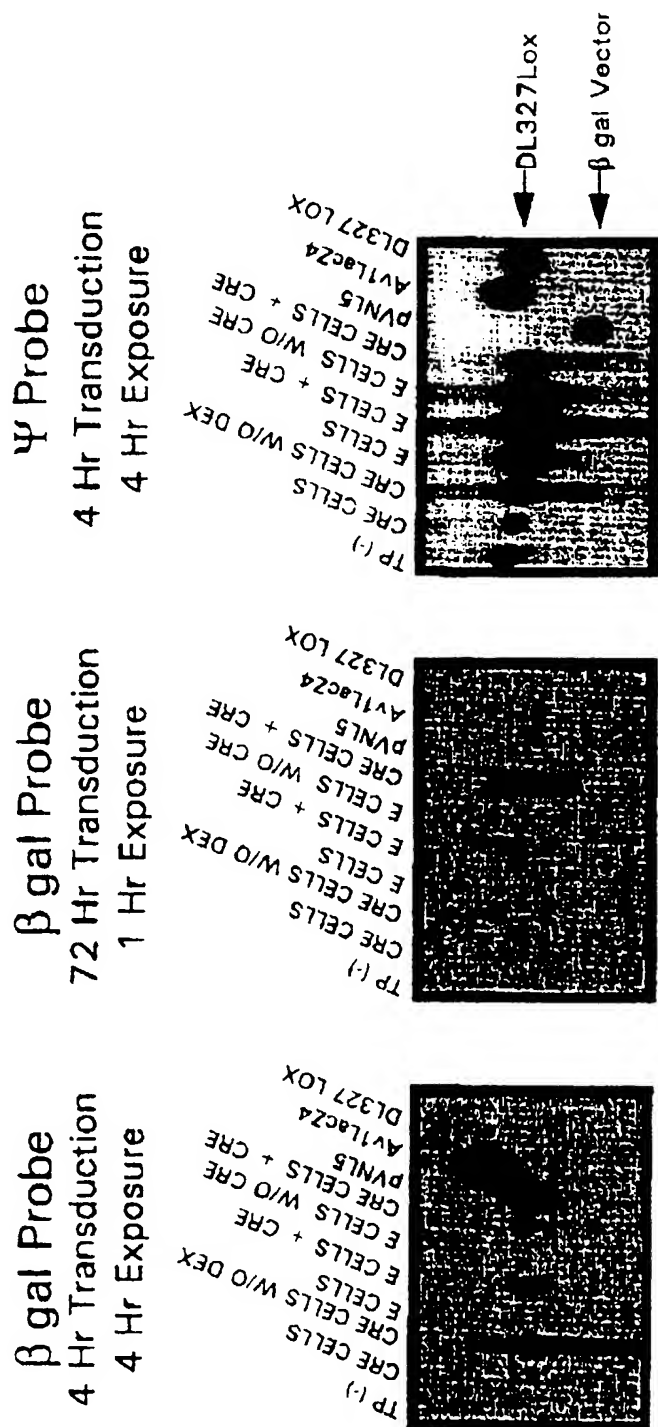 β gal Probe
4 Hr Transduction
4 Hr Exposure
TP (-)
CRE CELLS
CRE CELLS W/O DEX
E CELLS
E CELLS + CRE
E CELLS W/O CRE
CRE CELLS + CRE
pVNL5
Av1LacZ4
DL327 LOX
β gal Probe
72 Hr Transduction
1 Hr Exposure
TP (-)
CRE CELLS
CRE CELLS W/O DEX
E CELLS
E CELLS + CRE
E CELLS W/O CRE
CRE CELLS + CRE
pVNL5
Av1LacZ4
DL327 LOX
Ψ Probe
4 Hr Transduction
4 Hr Exposure
TP (-)
CRE CELLS
CRE CELLS W/O DEX
E CELLS
E CELLS + CRE
E CELLS W/O CRE
CRE CELLS + CRE
pVNL5
Av1LacZ4
DL327 LOX
DL327Lox
β gal Vector